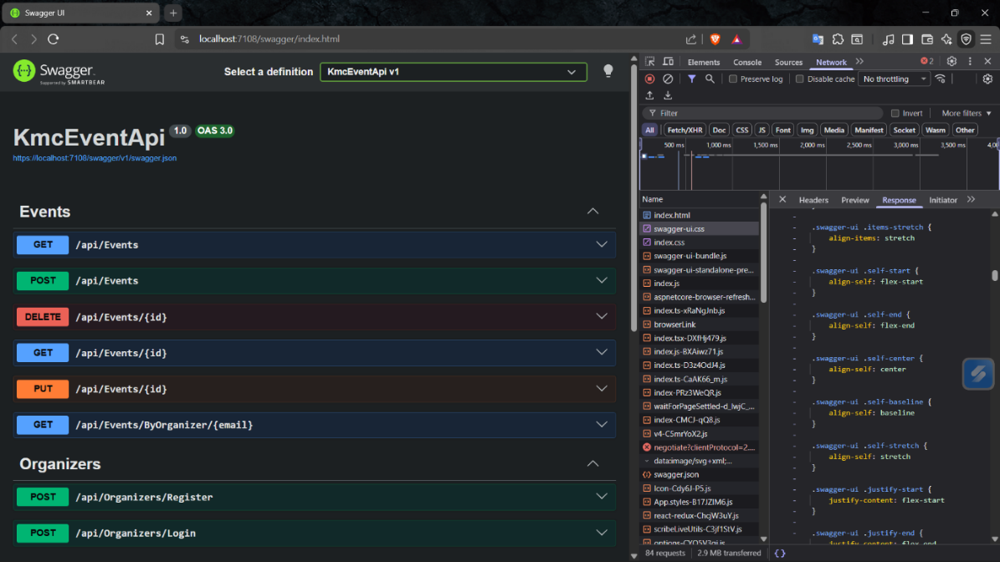 Swagger UI
localhost:7108/swagger/index.html
Swagger.
Supported by SMARTBEAR
Select a definition
KmcEventApi v1
KmcEventApi
1.0
OAS 3.0
https://localhost:7108/swagger/v1/swagger.json
Events
GET /api/Events
POST /api/Events
DELETE /api/Events/{id}
GET /api/Events/{id}
PUT /api/Events/{id}
GET /api/Events/ByOrganizer/{email}
Organizers
POST /api/Organizers/Register
POST /api/Organizers/Login
Elements Console Sources Network 2
Preserve log Disable cache No throttling
Filter Invert More filters
All Fetch/XHR Doc CSS JS Font Img Media Manifest Socket Wasm Other
500 ms 1,000 ms 1,500 ms 2,000 ms 2,500 ms 3,000 ms 3,500 ms 4,0
Name
index.html
swagger-ui.css
index.css
swagger-ui-bundle.js
swagger-ui-standalone-pre...
index.js
aspnetcore-browser-refresh...
index.ts-xRaNgJnb.js
browserLink
index.tsx-DXfHj479.js
index.js-BXAiwz71.js
index.ts-D3z4OdJ4.js
index.ts-CaAK66_m.js
index-PRz3WeQR.js
waitForPageSettled-d_lwjC_...
index-CMCJ-qQ8.js
v4-C5mrYoX2.js
negotiate?clientProtocol=2....
data:image/svg+xml;...
swagger.json
Icon-Cdy6J-P5.js
App.styles-B17JZIM6.js
react-redux-ChcjW3uY.js
scribeLiveUtils-C3jf1StV.js
options-CYO5V3qi.js
84 requests 2.9 MB transferred
Headers Preview Response Initiator
}
- .swagger-ui .items-stretch {
- align-items: stretch
- }
-
- .swagger-ui .self-start {
- align-self: flex-start
- }
-
- .swagger-ui .self-end {
- align-self: flex-end
- }
-
- .swagger-ui .self-center {
- align-self: center
- }
-
- .swagger-ui .self-baseline {
- align-self: baseline
- }
-
- .swagger-ui .self-stretch {
- align-self: stretch
- }
-
- .swagger-ui .justify-start {
- justify-content: flex-start
- }
-
- .swagger-ui .justify-end {
justify-content: flex-end
{}